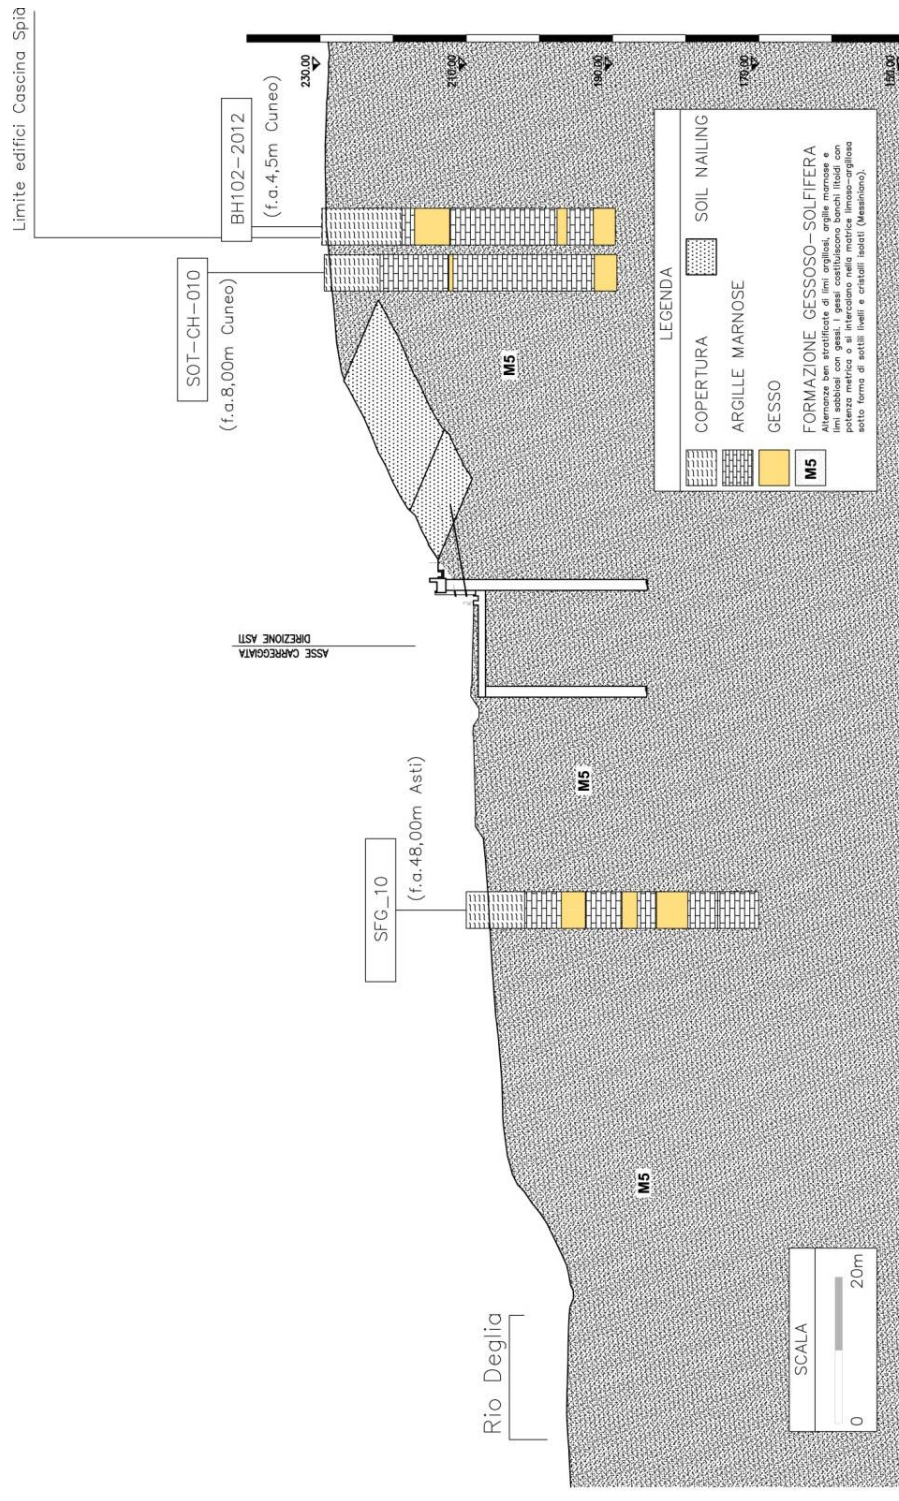 Limite edifici Cascina Spià
BH102-2012
(f.a.4,5m Cuneo)
SOT-CH-010
(f.a.8,00m Cuneo)
230.00
210.00
190.00
170.00
150.00
M5
ASSE CARREGGIATA
DIREZIONE ASTI
SFG_10
(f.a.48,00m Asti)
M5
M5
Rio Deglia
LEGENDA
COPERTURA
SOIL NAILING
ARGILLE MARNOSE
GESSO
M5
FORMAZIONE GESSOSO-SOLFIFERA
Alternanze ben stratificate di limi argillosi, argille marnose e
limi sabbiosi con gessi. I gessi costituiscono banchi litoidi con
potenza metrica o si intercalano nella matrice limoso-argillosa
sotto forma di sottili livelli e cristalli isolati (Messiniano).
SCALA
0
20m